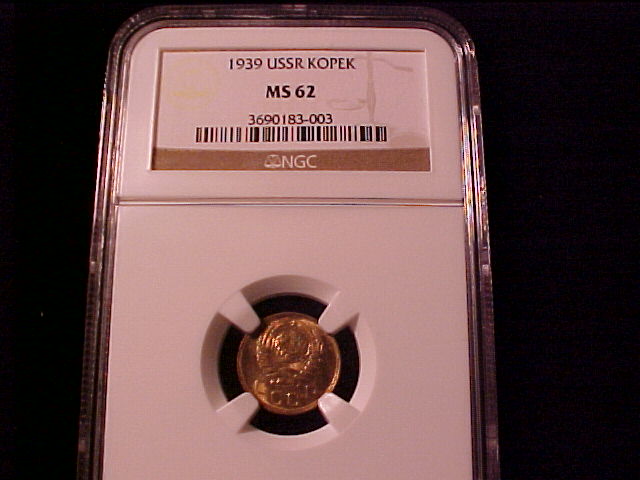 1939 USSR KOPEK
MS 62
3690183-003
NGC